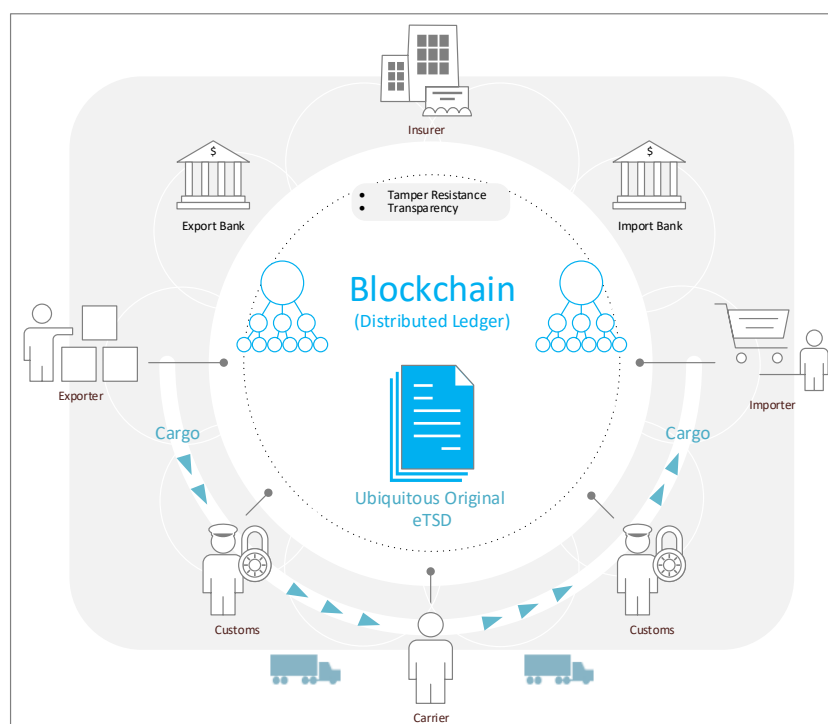 Insurer
$
$
Export Bank
Import Bank
• Tamper Resistance
• Transparency
Blockchain
(Distributed Ledger)
Exporter
Importer
Cargo
Cargo
Ubiquitous Original
eTSD
Customs
Customs
Carrier